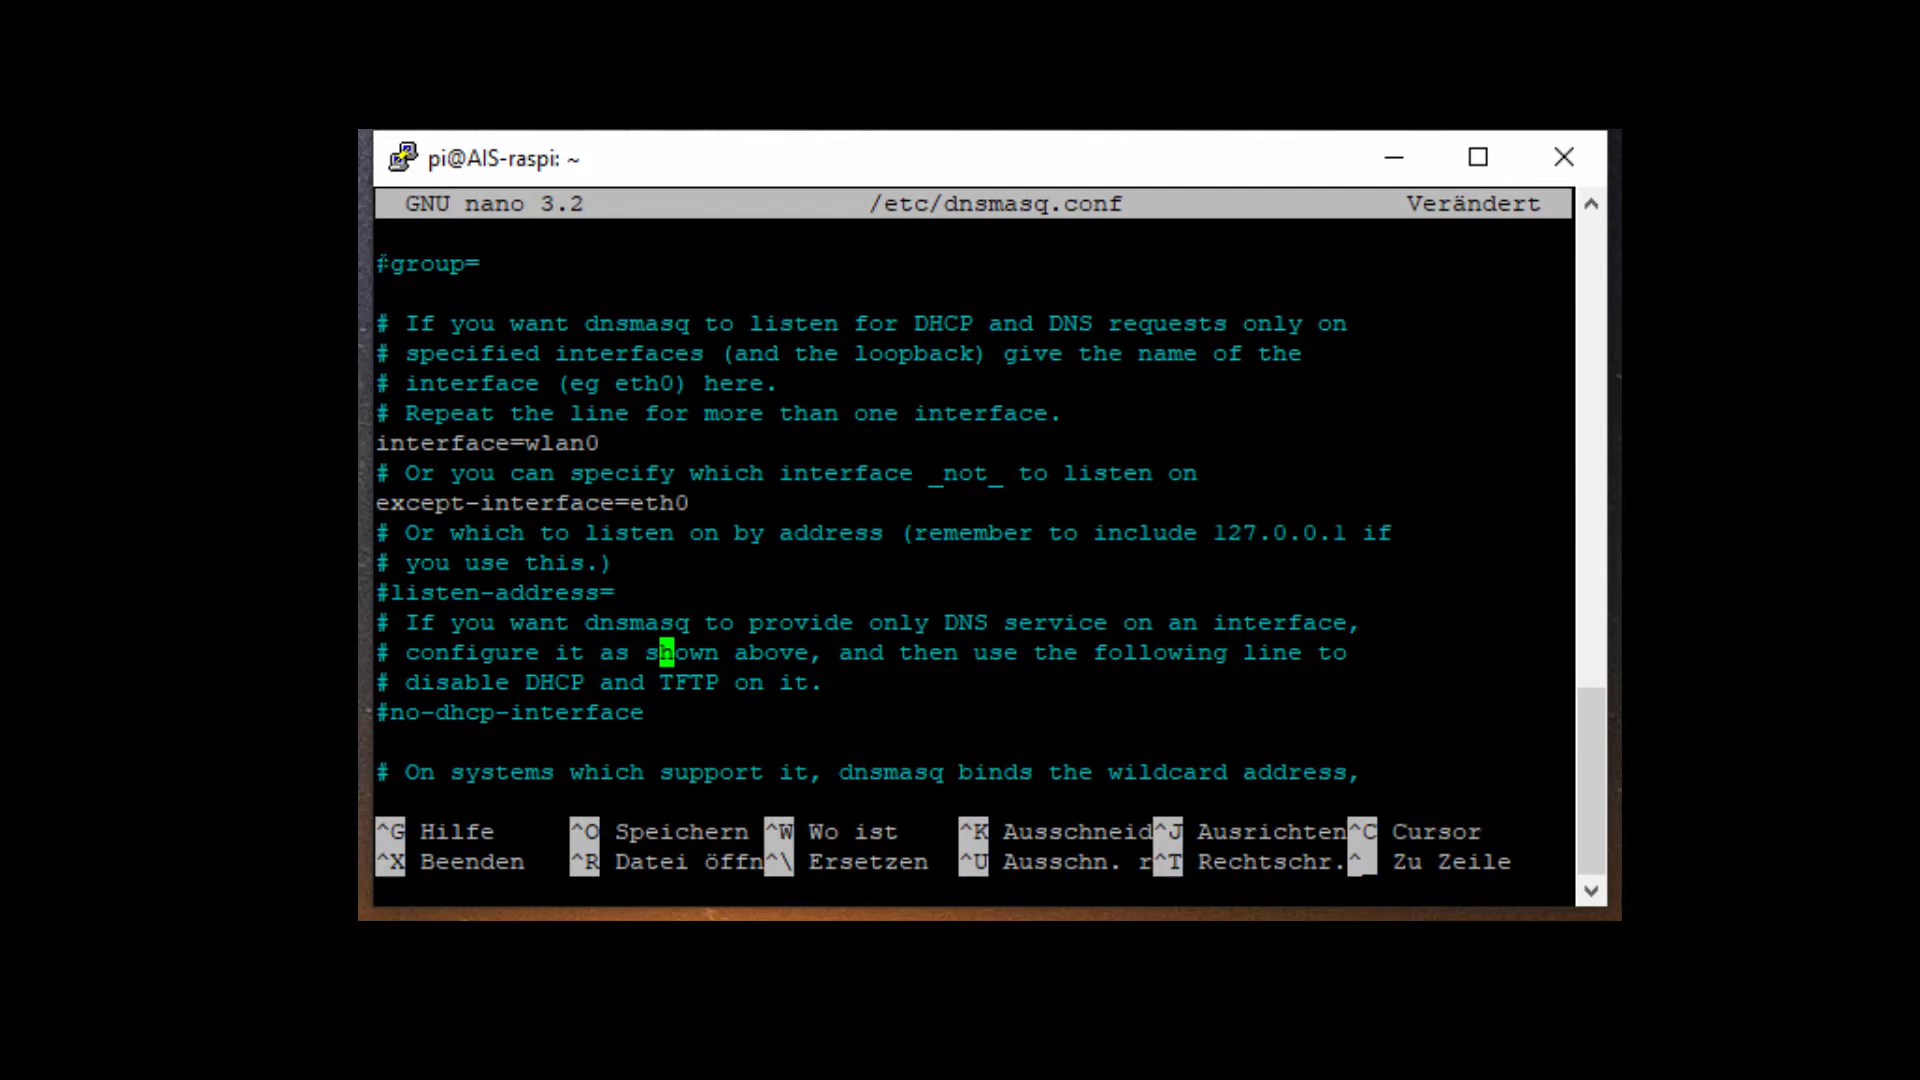 pi@AIS-raspi: ~
GNU nano 3.2 /etc/dnsmasq.conf Verändert
#group=
# If you want dnsmasq to listen for DHCP and DNS requests only on
# specified interfaces (and the loopback) give the name of the
# interface (eg eth0) here.
# Repeat the line for more than one interface.
interface=wlan0
# Or you can specify which interface _not_ to listen on
except-interface=eth0
# Or which to listen on by address (remember to include 127.0.0.1 if
# you use this.)
#listen-address=
# If you want dnsmasq to provide only DNS service on an interface,
# configure it as shown above, and then use the following line to
# disable DHCP and TFTP on it.
#no-dhcp-interface
# On systems which support it, dnsmasq binds the wildcard address,
^G Hilfe ^O Speichern ^W Wo ist ^K Ausschneid^J Ausrichten^C Cursor
^X Beenden ^R Datei öffn^\ Ersetzen ^U Ausschn. r^T Rechtschr.^_ Zu Zeile